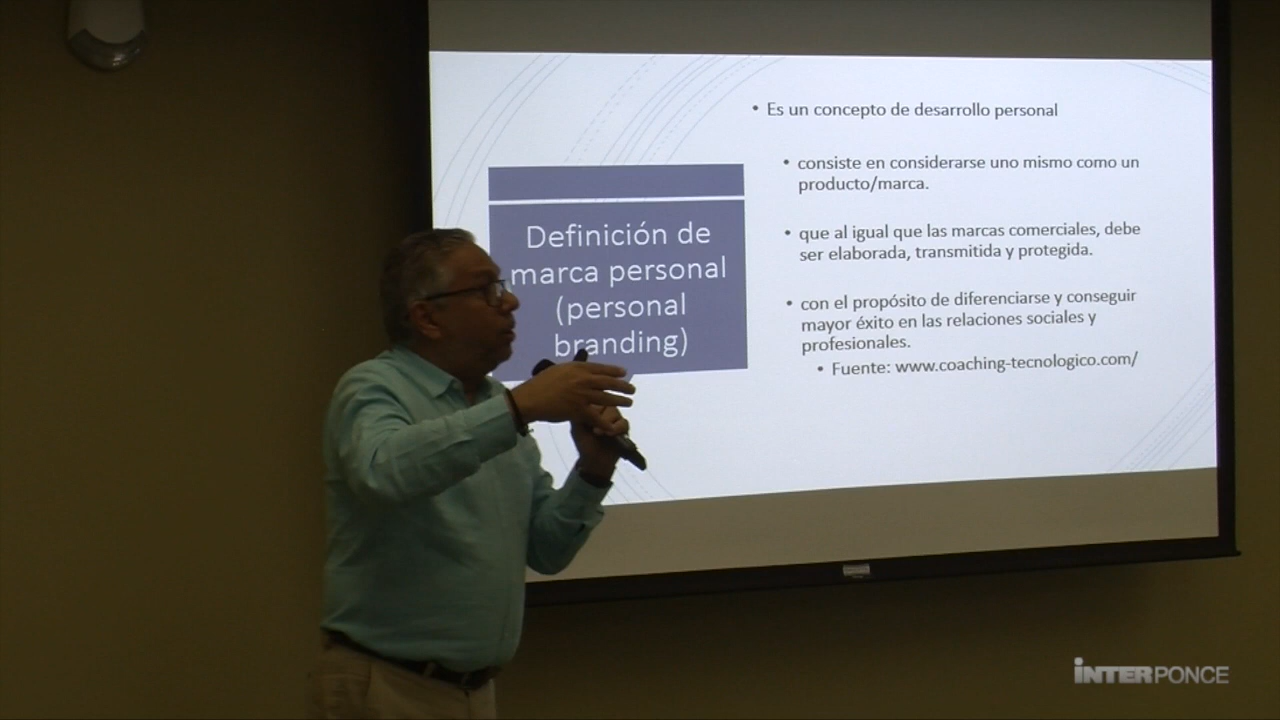 Definición de
marca personal
(personal
branding)
• Es un concepto de desarrollo personal
• consiste en considerarse uno mismo como un
producto/marca.
• que al igual que las marcas comerciales, debe
ser elaborada, transmitida y protegida.
• con el propósito de diferenciarse y conseguir
mayor éxito en las relaciones sociales y
profesionales.
• Fuente: www.coaching-tecnologico.com/
INTERPONCE